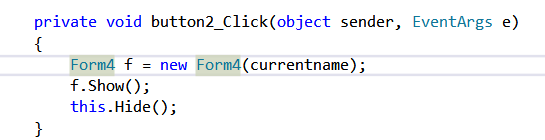 private void button2_Click(object sender, EventArgs e)
{
Form4 f = new Form4(currentname);
f.Show();
this.Hide();
}